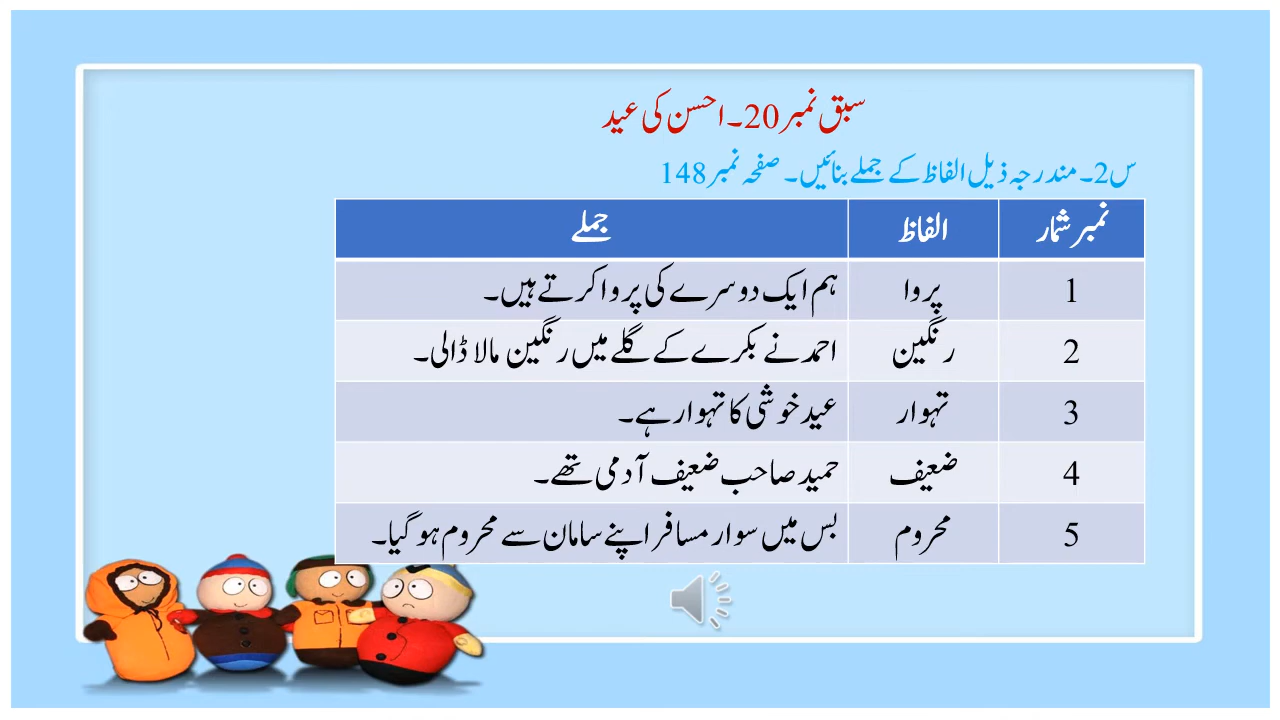 سبق نمبر 20۔ احسن کی عید
س2۔ مندرجہ ذیل الفاظ کے جملے بنائیں۔ صفحہ نمبر 148
نمبر شمار الفاظ جملے
1 پروا ہم ایک دوسرے کی پروا کرتے ہیں۔
2 رنگین احمد نے بکرے کے گلے میں رنگین مالا ڈالی۔
3 تہوار عید خوشی کا تہوار ہے۔
4 ضعیف حمید صاحب ضعیف آدمی تھے۔
5 محروم بس میں سوار مسافر اپنے سامان سے محروم ہو گیا۔